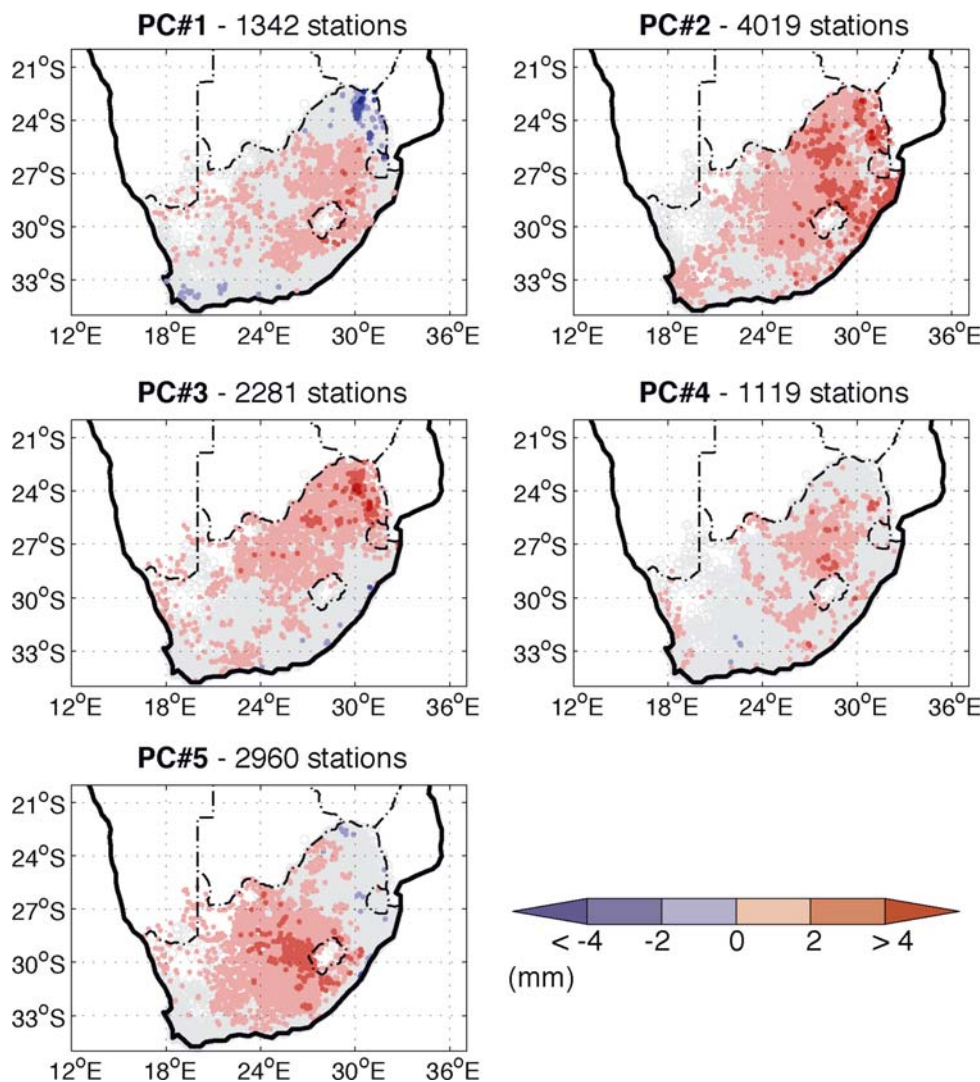 PC#1 - 1342 stations
PC#2 - 4019 stations
21°S
24°S
27°S
30°S
33°S
12°E 18°E 24°E 30°E 36°E
21°S
24°S
27°S
30°S
33°S
12°E 18°E 24°E 30°E 36°E
PC#3 - 2281 stations
PC#4 - 1119 stations
21°S
24°S
27°S
30°S
33°S
12°E 18°E 24°E 30°E 36°E
21°S
24°S
27°S
30°S
33°S
12°E 18°E 24°E 30°E 36°E
PC#5 - 2960 stations
21°S
24°S
27°S
30°S
33°S
12°E 18°E 24°E 30°E 36°E
< -4 -2 0 2 > 4
(mm)